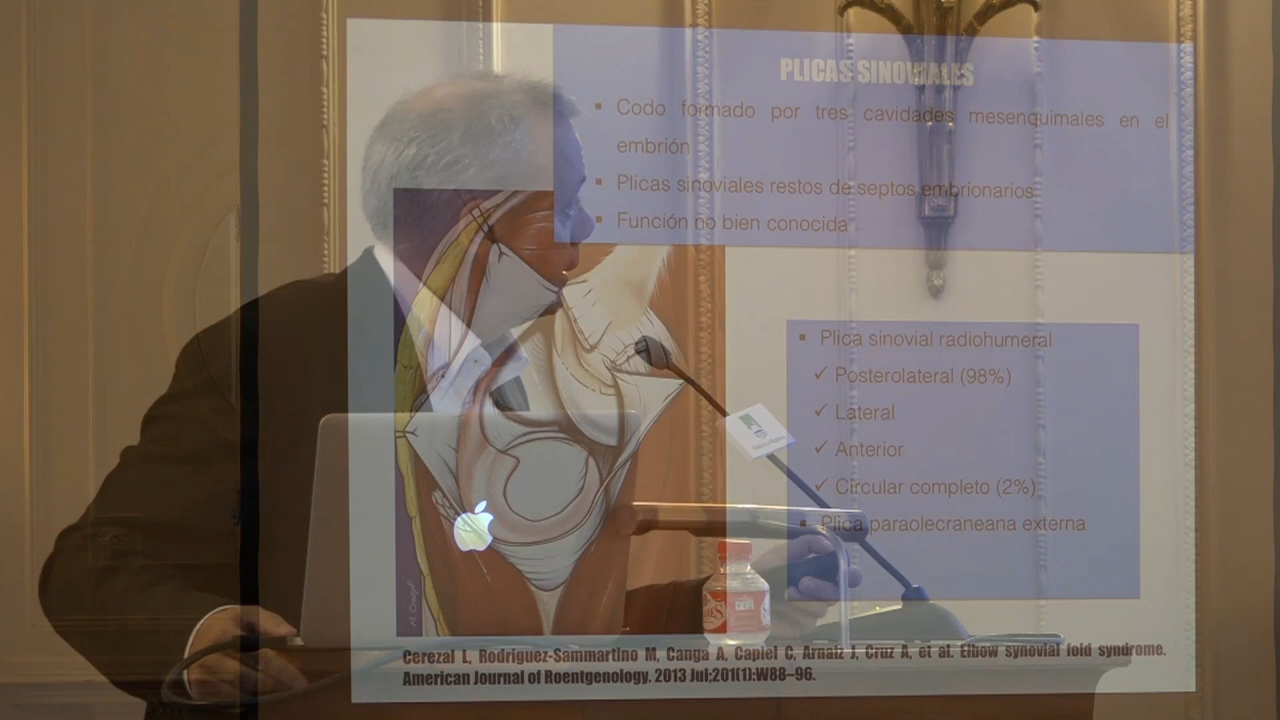 PLICAS SINOVIALES
▪ Codo formado por tres cavidades mesenquimales en el
embrión
▪ Plicas sinoviales restos de septos embrionarios
▪ Función no bien conocida
▪ Plica sinovial radiohumeral
✓ Posterolateral (98%)
✓ Lateral
✓ Anterior
✓ Circular completo (2%)
▪ Plica paraolecraneana externa
Cerezal L, Rodriguez-Sammartino M, Canga A, Capiel C, Arnaiz J, Cruz A, et al. Elbow synovial fold syndrome.
American Journal of Roentgenology. 2013 Jul;201(1):W88–96.